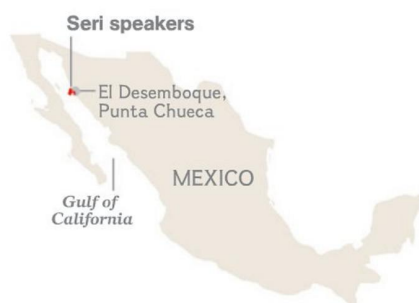 Seri speakers
El Desemboque,
Punta Chueca
MEXICO
Gulf of
California